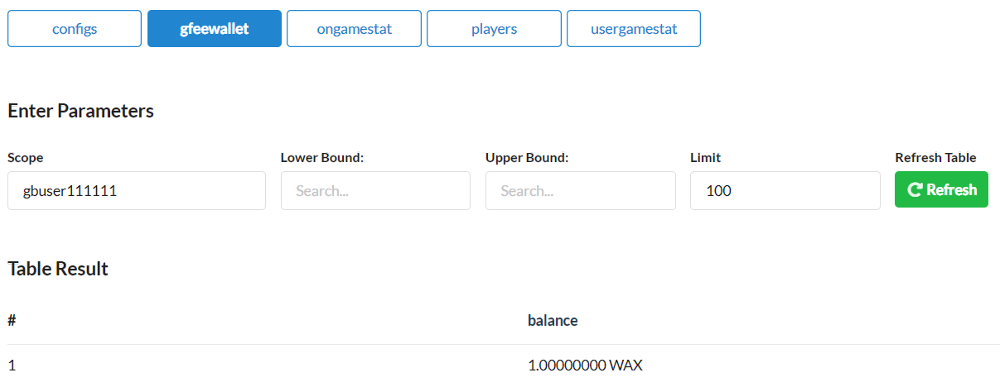 configs gfeewallet ongamestat players usergamestat
Enter Parameters
Scope Lower Bound: Upper Bound: Limit Refresh Table
gbuser111111 Search... Search... 100 Refresh
Table Result
# balance
1 1.00000000 WAX